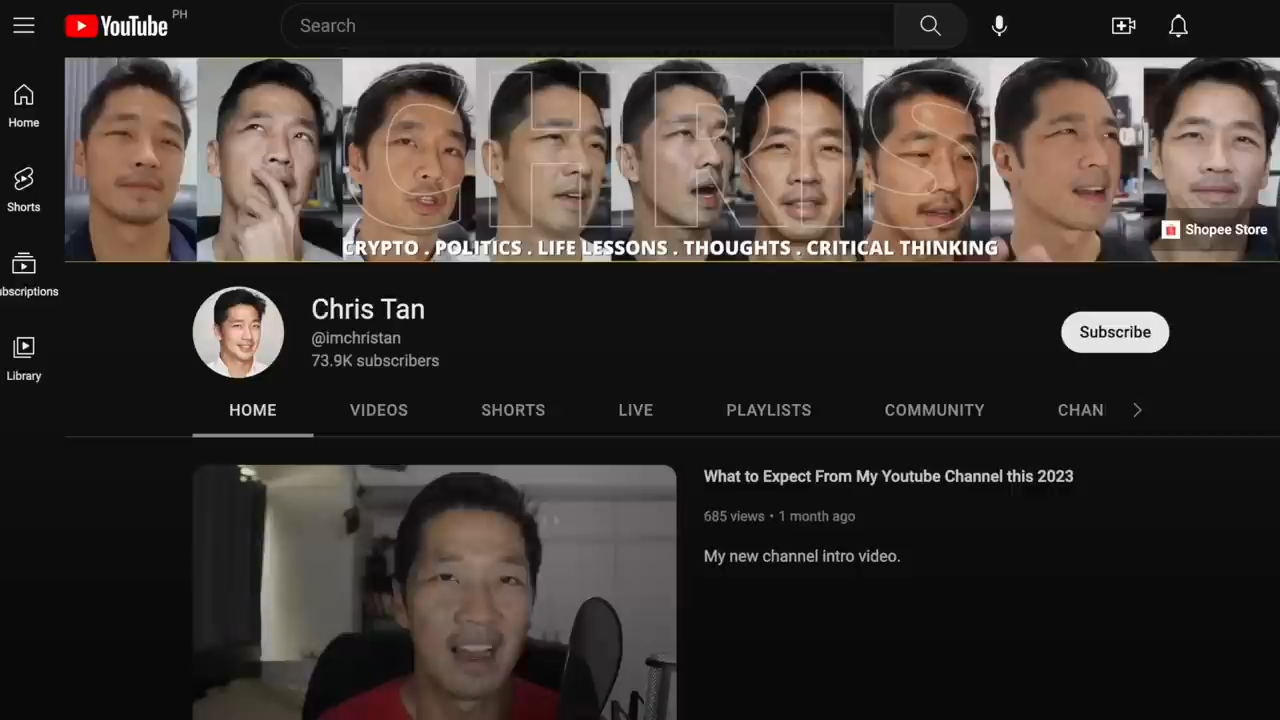 YouTube PH
Search
Home
Shorts
ubscriptions
Library
CHRIS
CRYPTO . POLITICS . LIFE LESSONS . THOUGHTS . CRITICAL THINKING
Shopee Store
Chris Tan
@imchristan
73.9K subscribers
Subscribe
HOME VIDEOS SHORTS LIVE PLAYLISTS COMMUNITY CHAN
What to Expect From My Youtube Channel this 2023
685 views • 1 month ago
My new channel intro video.